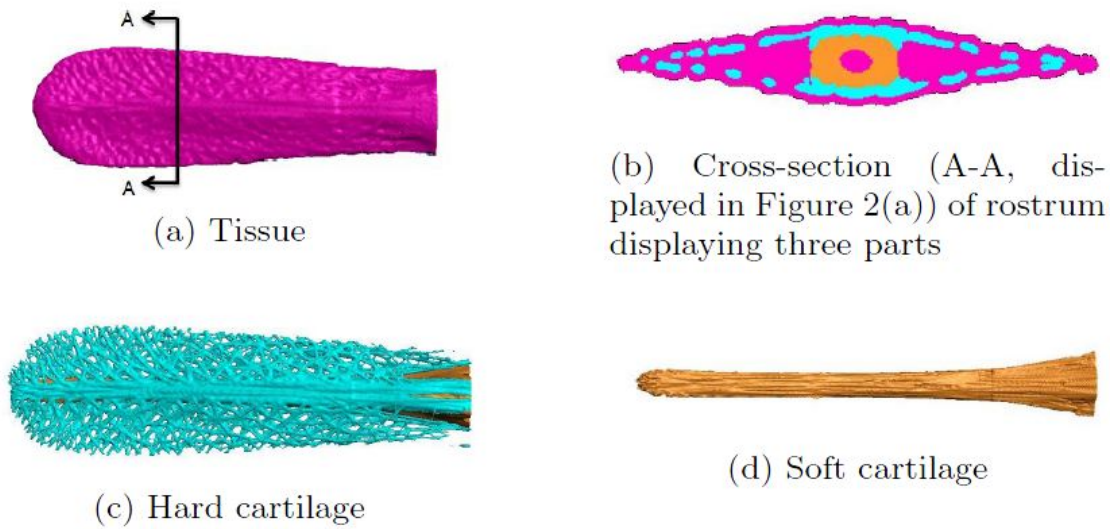 A
A
(a) Tissue
(b) Cross-section (A-A, dis-
played in Figure 2(a)) of rostrum
displaying three parts
(c) Hard cartilage
(d) Soft cartilage